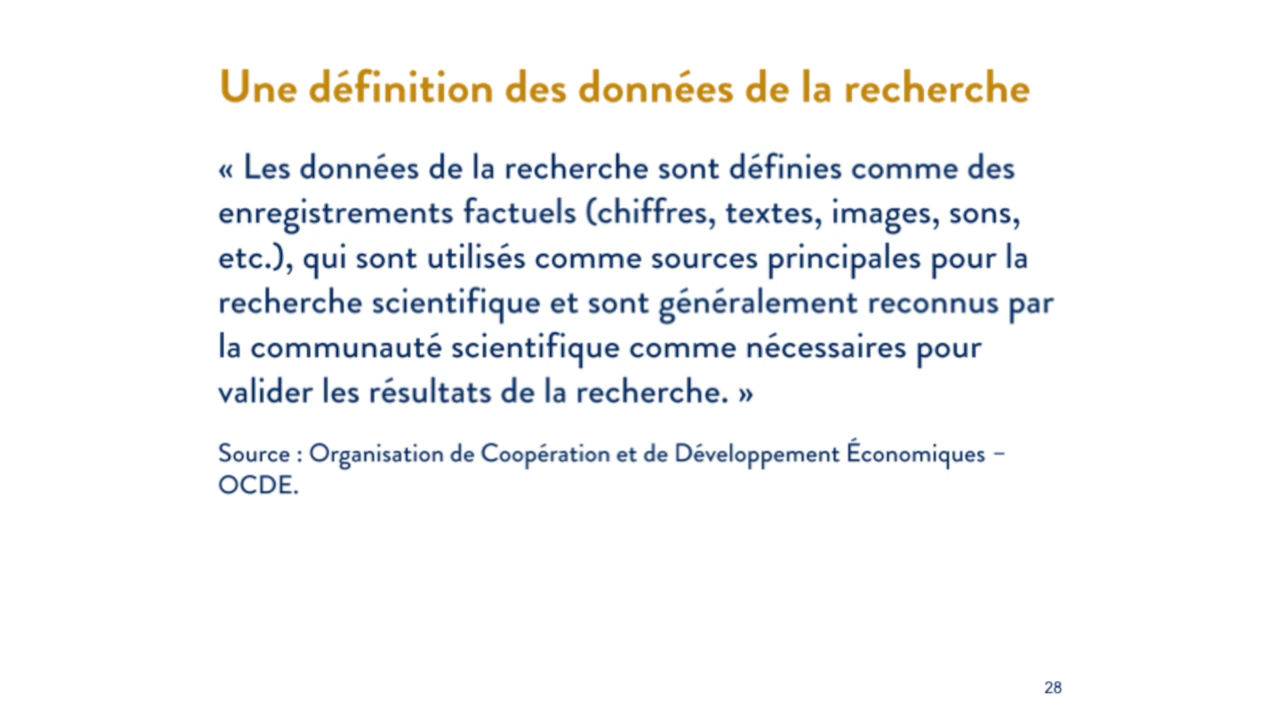 Une définition des données de la recherche
« Les données de la recherche sont définies comme des
enregistrements factuels (chiffres, textes, images, sons,
etc.), qui sont utilisés comme sources principales pour la
recherche scientifique et sont généralement reconnus par
la communauté scientifique comme nécessaires pour
valider les résultats de la recherche. »
Source : Organisation de Coopération et de Développement Économiques –
OCDE.
28